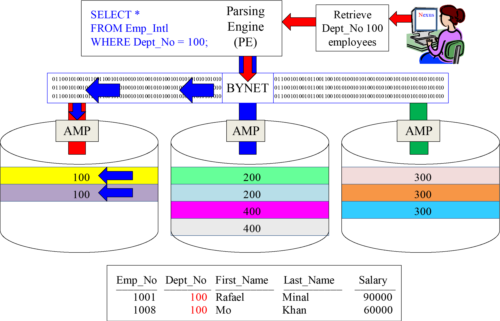 SELECT *
FROM Emp_Intl
WHERE Dept_No = 100;
Parsing
Engine
(PE)
Retrieve
Dept_No 100
employees
Nexus
BYNET
AMP
AMP
AMP
100
100
200
200
400
400
300
300
300
Emp_No Dept_No First_Name Last_Name Salary
1001 100 Rafael Minal 90000
1008 100 Mo Khan 60000